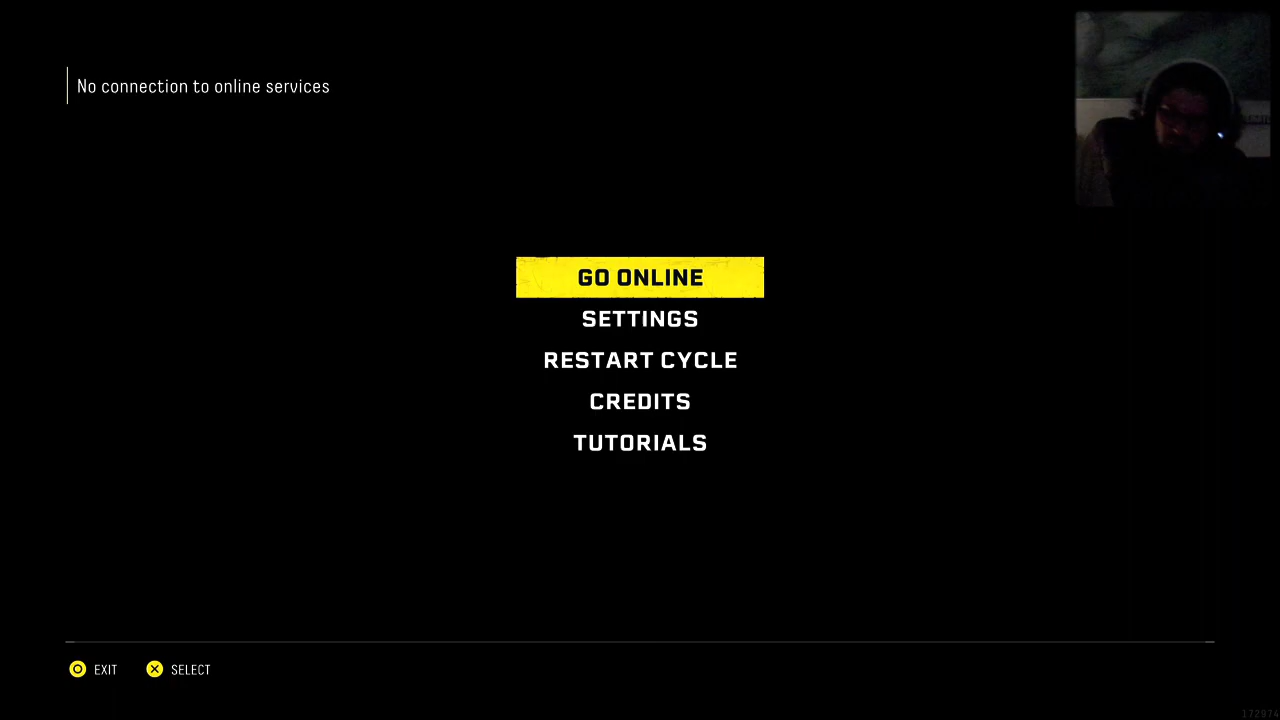 No connection to online services
GO ONLINE
SETTINGS
RESTART CYCLE
CREDITS
TUTORIALS
EXIT
SELECT